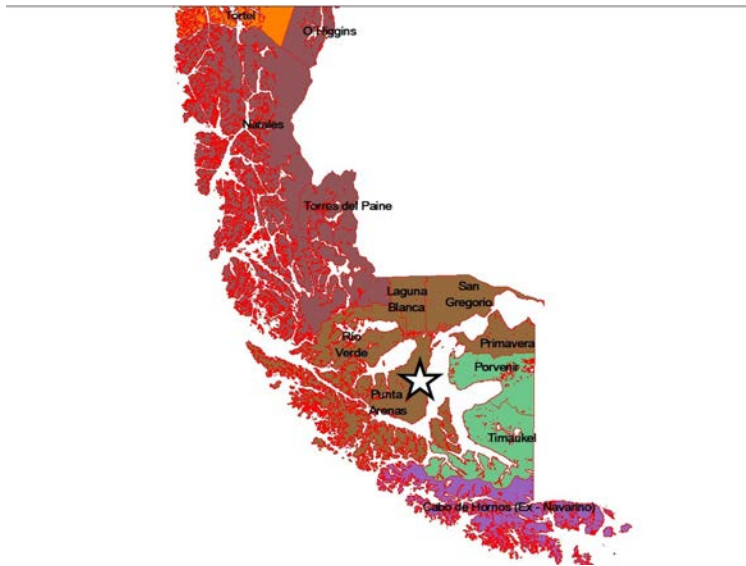 Tortel
O'Higgins
Natales
Torres del Paine
Laguna
Blanca
San
Gregorio
Rio
Verde
Primavera
Porvenir
Punta
Arenas
Timaukel
Cabo de Hornos (Ex - Navarino)